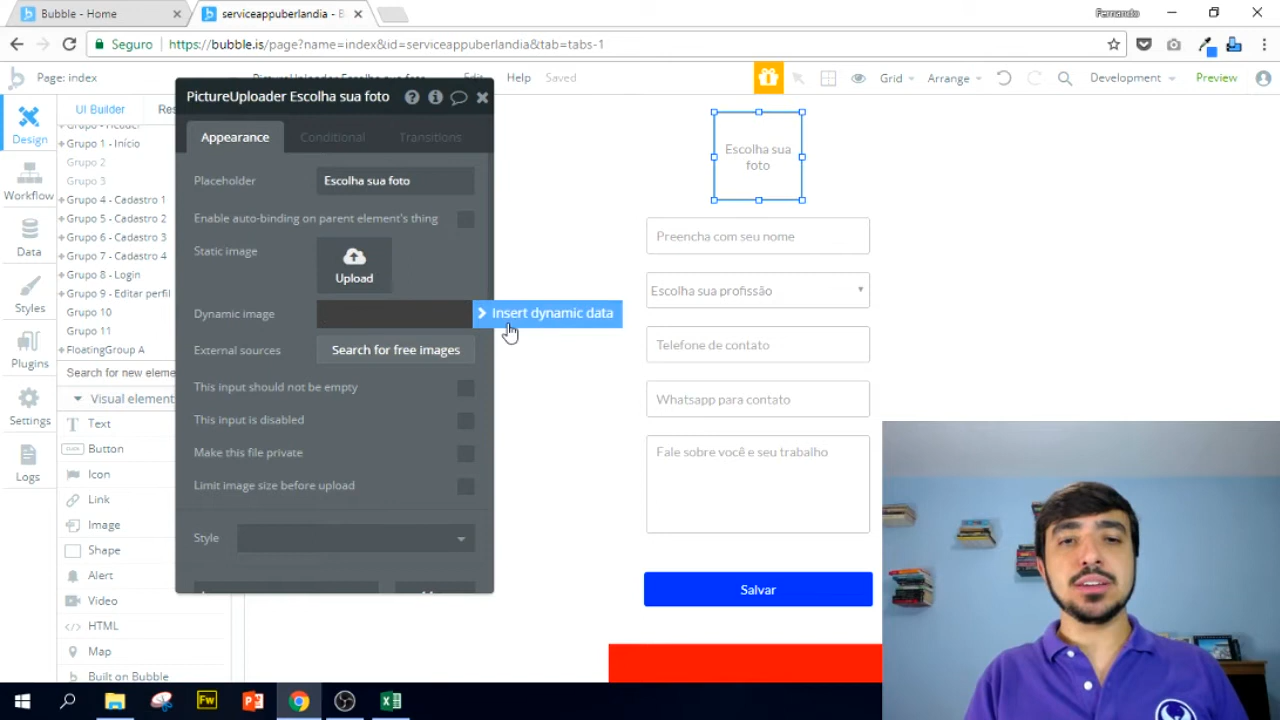 Bubble - Home
serviceappuberlandia -
Fernando
Seguro
https://bubble.is/page?name=index&id=serviceappuberlandia&tab=tabs-1
Page: index
Edit
Help
Saved
Grid
Arrange
Development
Preview
Design
Workflow
Data
Styles
Plugins
Settings
Logs
UI Builder
Grupo 1 - Início
Grupo 2
Grupo 3
Grupo 4 - Cadastro 1
Grupo 5 - Cadastro 2
Grupo 6 - Cadastro 3
Grupo 7 - Cadastro 4
Grupo 8 - Login
Grupo 9 - Editar perfil
Grupo 10
Grupo 11
FloatingGroup A
Search for new eleme
Visual element
Text
CLICK
Button
Icon
Link
Image
Shape
Alert
Video
HTML
Map
Built on Bubble
PictureUploader Escolha sua foto
Appearance
Conditional
Transitions
Placeholder
Escolha sua foto
Enable auto-binding on parent element's thing
Static image
Upload
Dynamic image
Insert dynamic data
External sources
Search for free images
This input should not be empty
This input is disabled
Make this file private
Limit image size before upload
Style
Escolha sua
foto
Preencha com seu nome
Escolha sua profissão
Telefone de contato
Whatsapp para contato
Fale sobre você e seu trabalho
Salvar
Fw